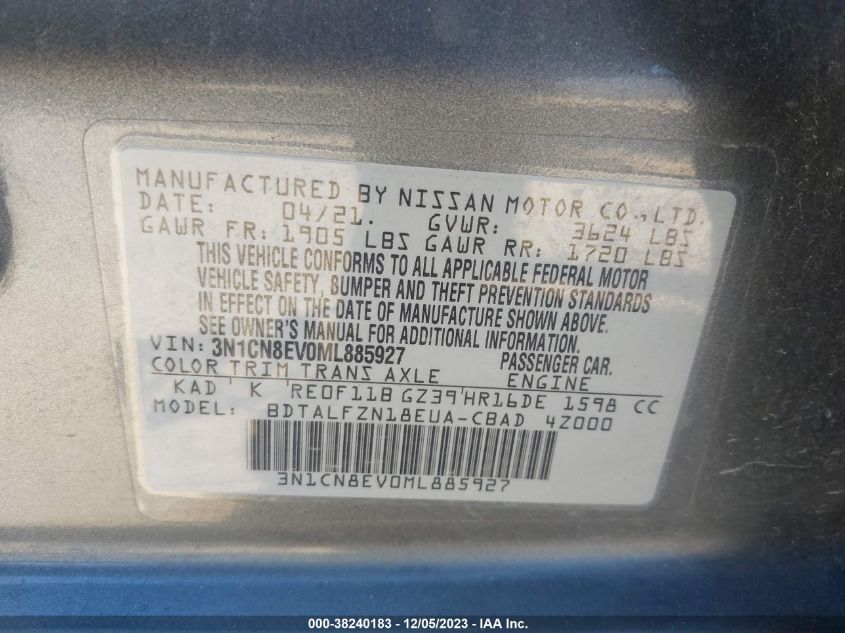 MANUFACTURED BY NISSAN MOTOR CO., LTD.
DATE: 04/21. GVWR: 3624 LBS
GAWR FR: 1905 LBS GAWR RR: 1720 LBS
THIS VEHICLE CONFORMS TO ALL APPLICABLE FEDERAL MOTOR
VEHICLE SAFETY, BUMPER AND THEFT PREVENTION STANDARDS
IN EFFECT ON THE DATE OF MANUFACTURE SHOWN ABOVE.
SEE OWNER'S MANUAL FOR ADDITIONAL INFORMATION.
VIN: 3N1CN8EV0ML885927 PASSENGER CAR.
COLOR TRIM TRANS AXLE ENGINE
KAD K RE0F11B GZ39 HR16DE 1598 CC
MODEL: BDTALFZN18EUA-CBAD 4Z000
3N1CN8EV0ML885927
000-38240183 - 12/05/2023 - COPYRIGHT IAA, Inc.